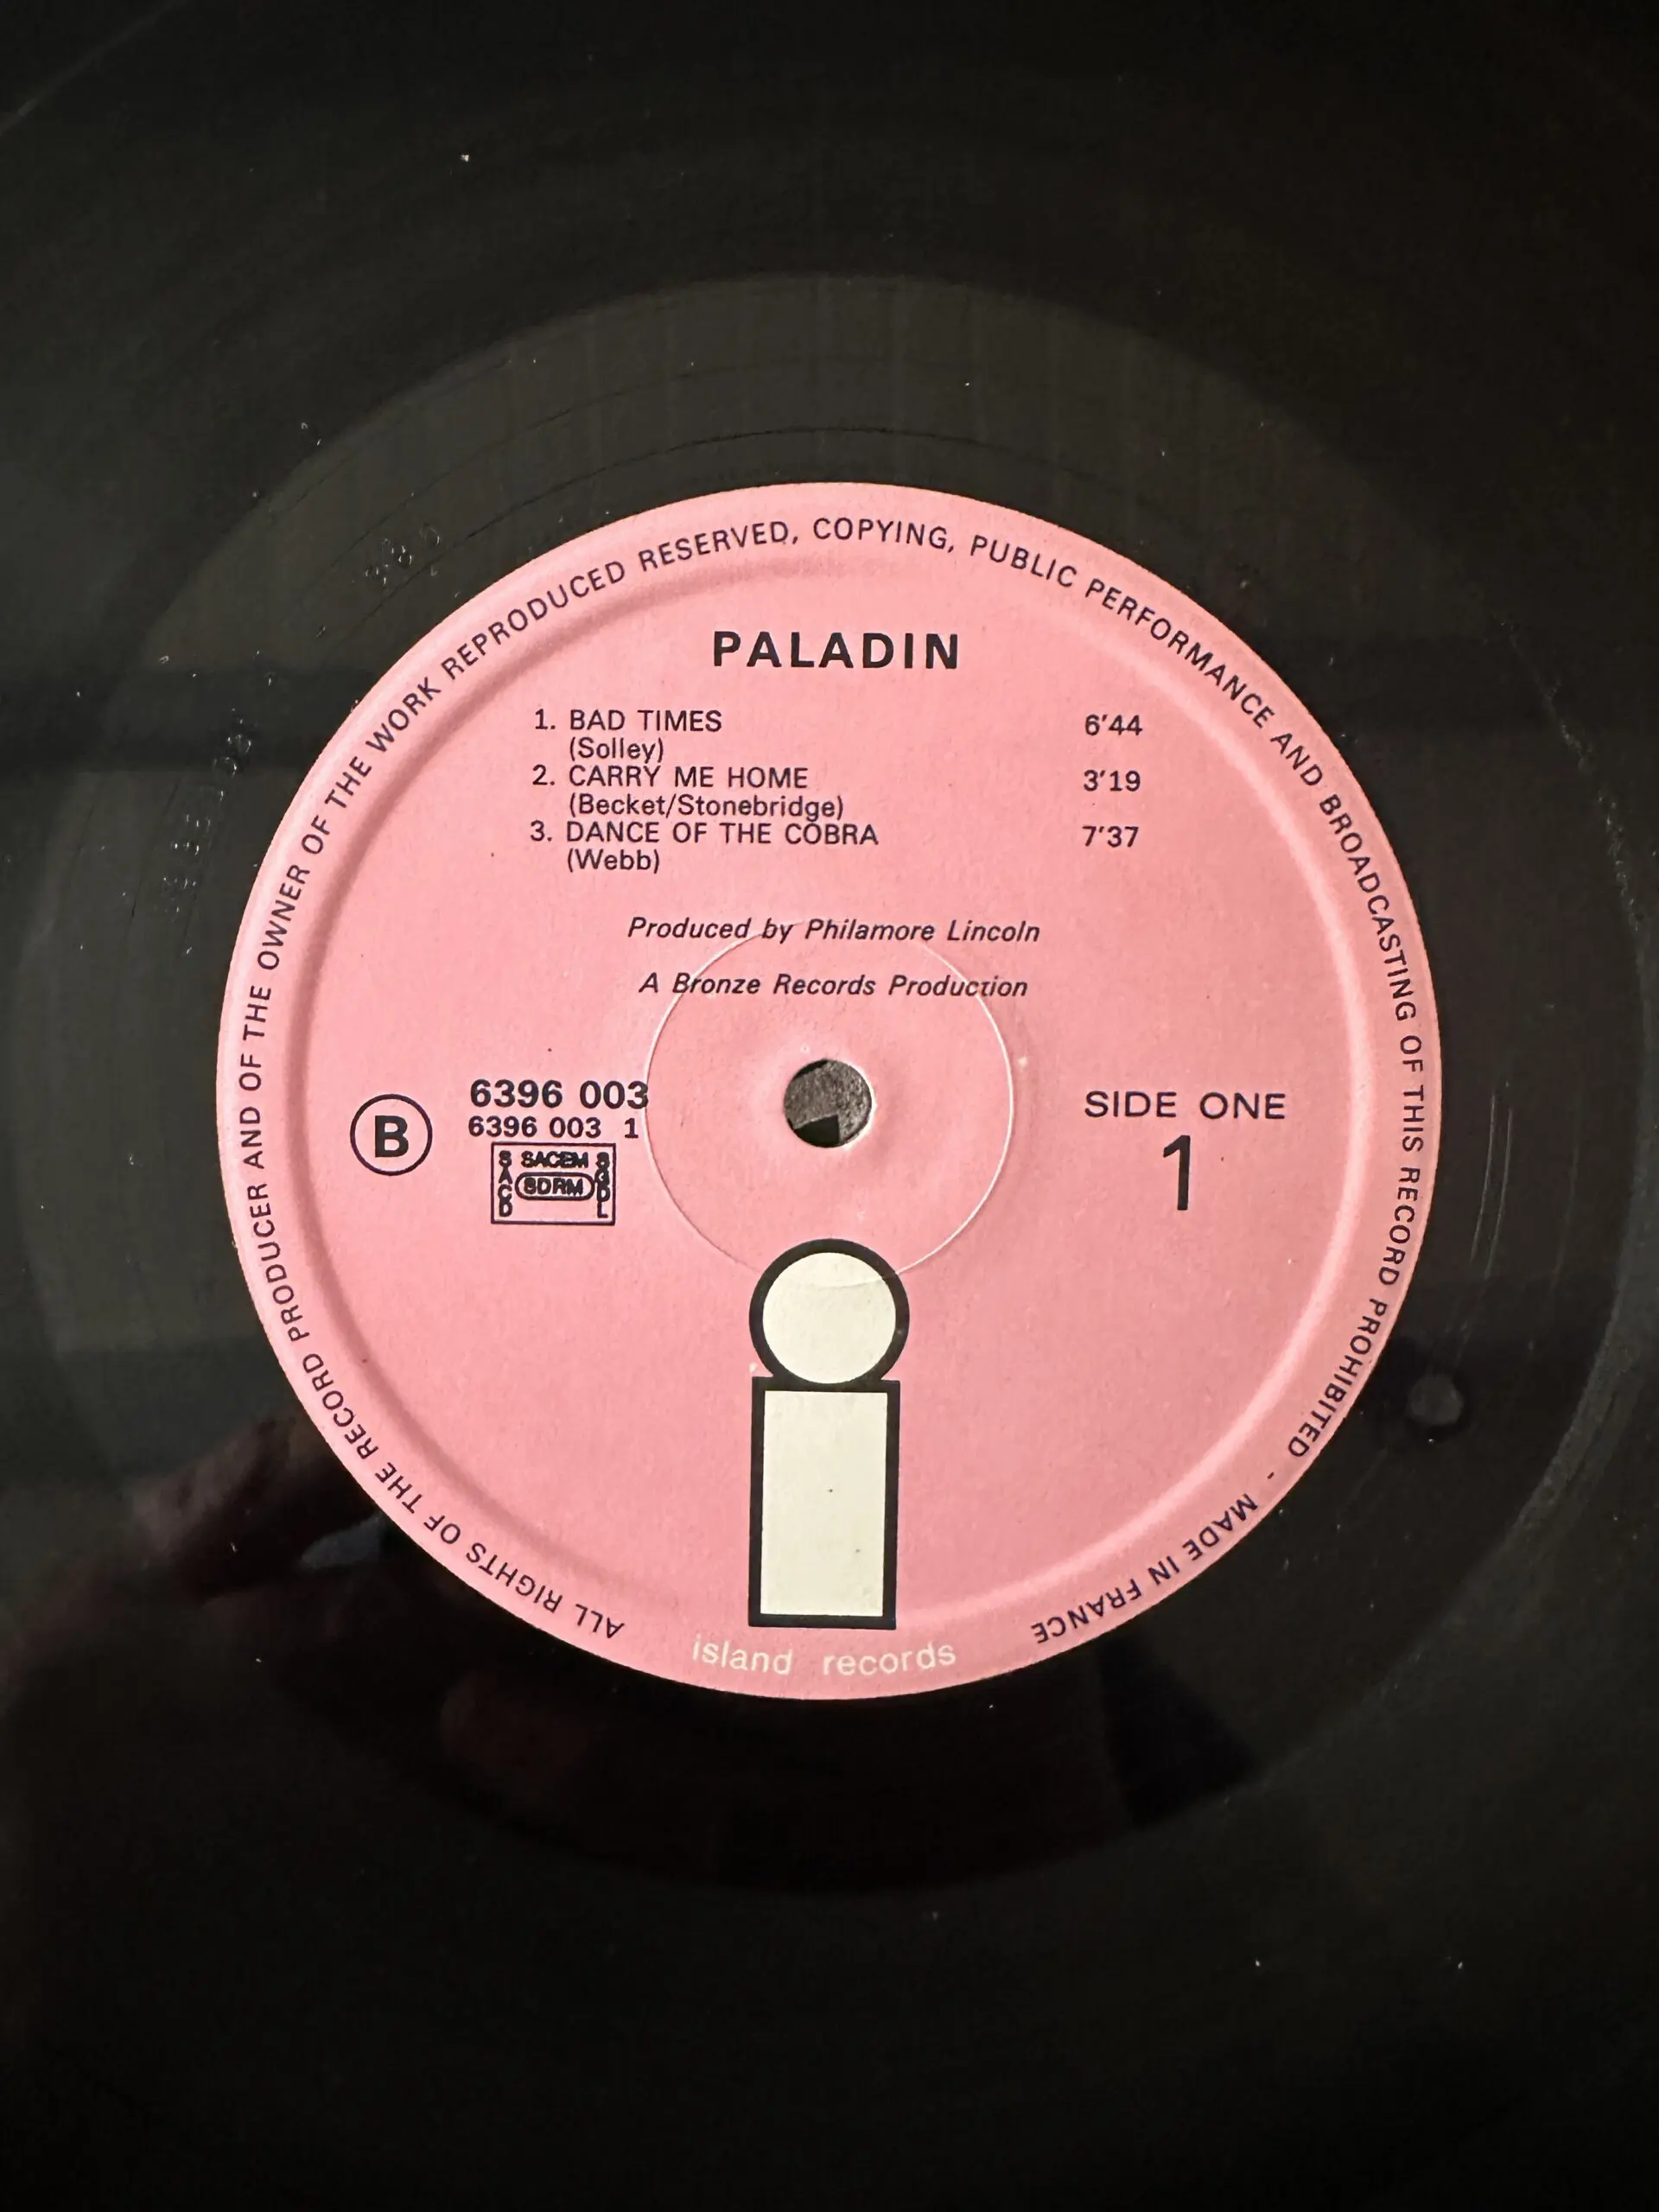 ALL RIGHTS OF THE RECORD PRODUCER AND OF THE OWNER OF THE WORK REPRODUCED RESERVED, COPYING, PUBLIC PERFORMANCE AND BROADCASTING OF THIS RECORD PROHIBITED - MADE IN FRANCE
PALADIN
1. BAD TIMES 6'44
(Solley)
2. CARRY ME HOME 3'19
(Becket/Stonebridge)
3. DANCE OF THE COBRA 7'37
(Webb)
Produced by Philamore Lincoln
A Bronze Records Production
B
6396 003
6396 003 1
SACEM
SACD
SDRM
SGDL
SIDE ONE
1
island records